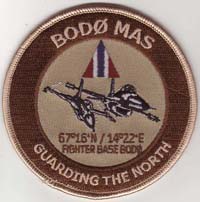 BODØ MAS
67°16'N / 14°22'E
FIGHTER BASE BODØ
GUARDING THE NORTH